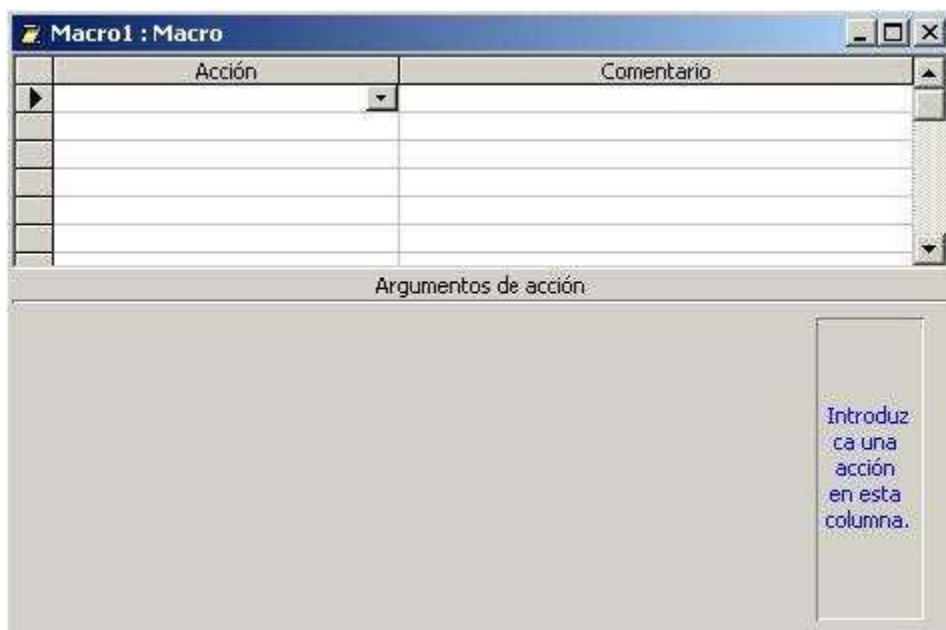 Macro1 : Macro
Acción Comentario
Argumentos de acción
Introduz
ca una
acción
en esta
columna.